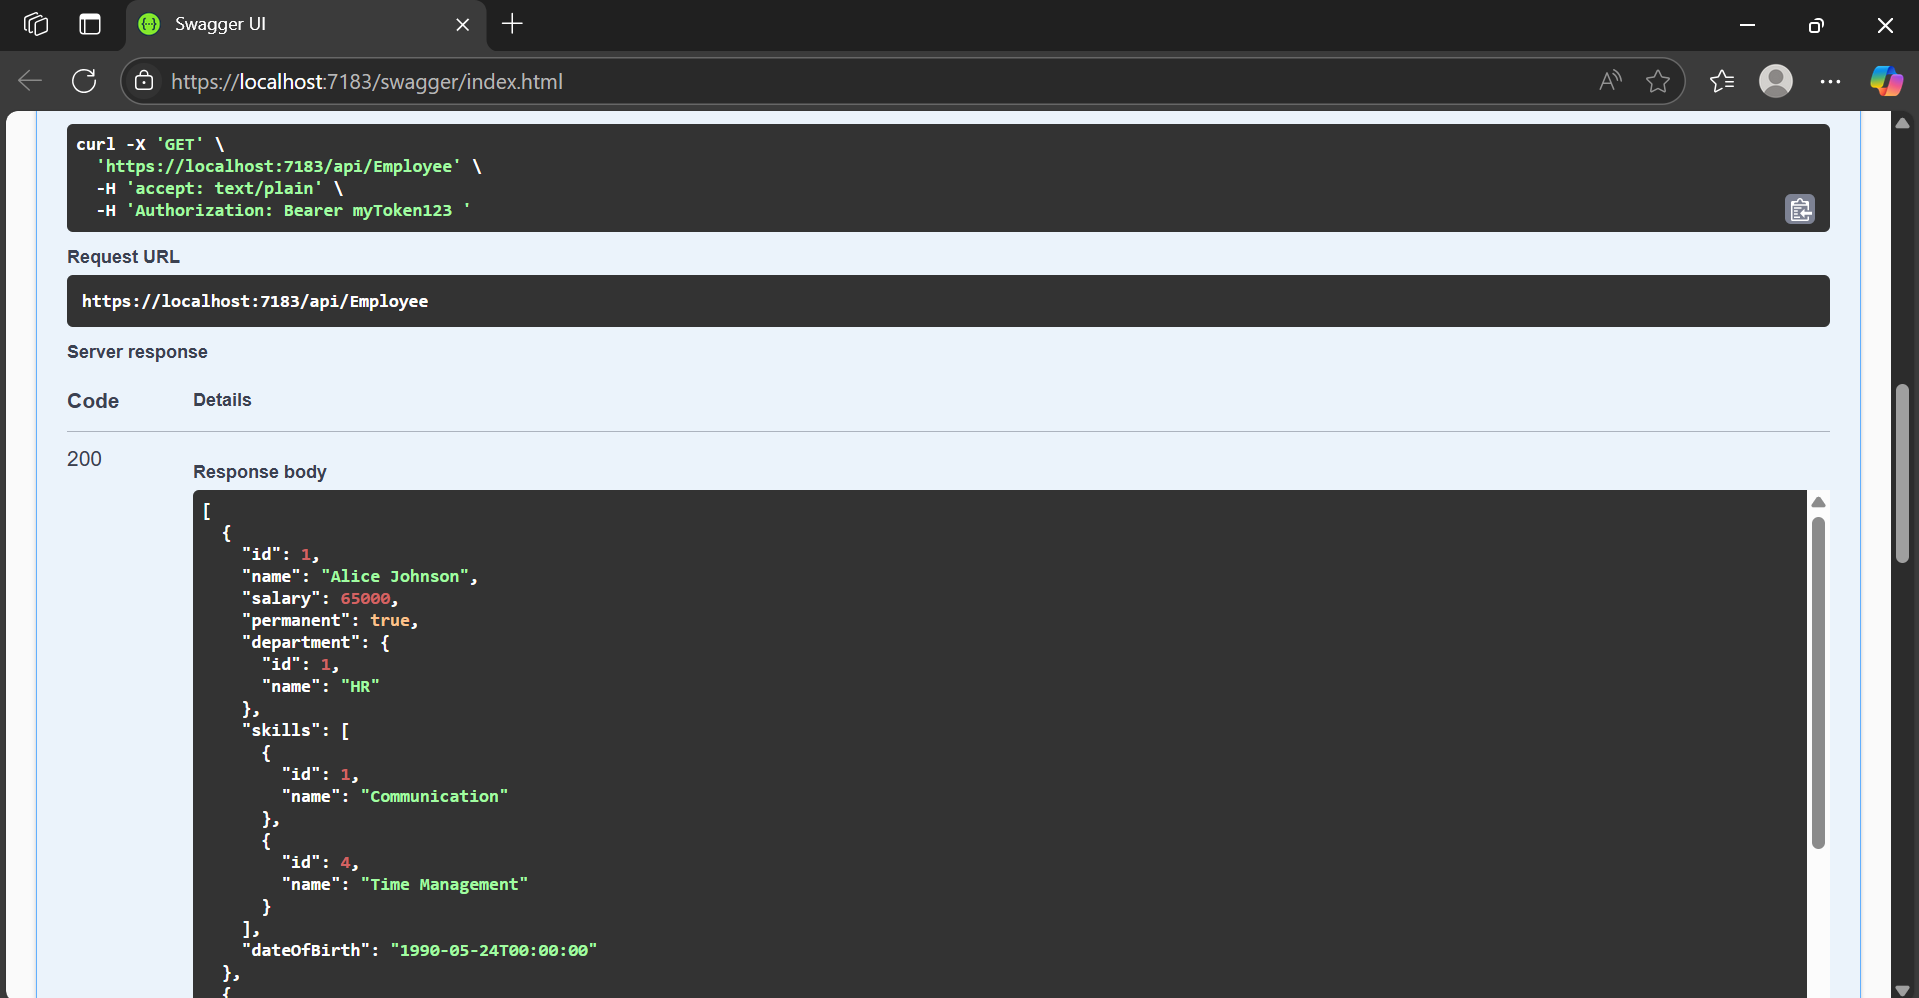 Swagger UI
https://localhost:7183/swagger/index.html
curl -X 'GET' \
  'https://localhost:7183/api/Employee' \
  -H 'accept: text/plain' \
  -H 'Authorization: Bearer myToken123 '
Request URL
https://localhost:7183/api/Employee
Server response
Code Details
200
Response body
[
  {
    "id": 1,
    "name": "Alice Johnson",
    "salary": 65000,
    "permanent": true,
    "department": {
      "id": 1,
      "name": "HR"
    },
    "skills": [
      {
        "id": 1,
        "name": "Communication"
      },
      {
        "id": 4,
        "name": "Time Management"
      }
    ],
    "dateOfBirth": "1990-05-24T00:00:00"
  },
  {